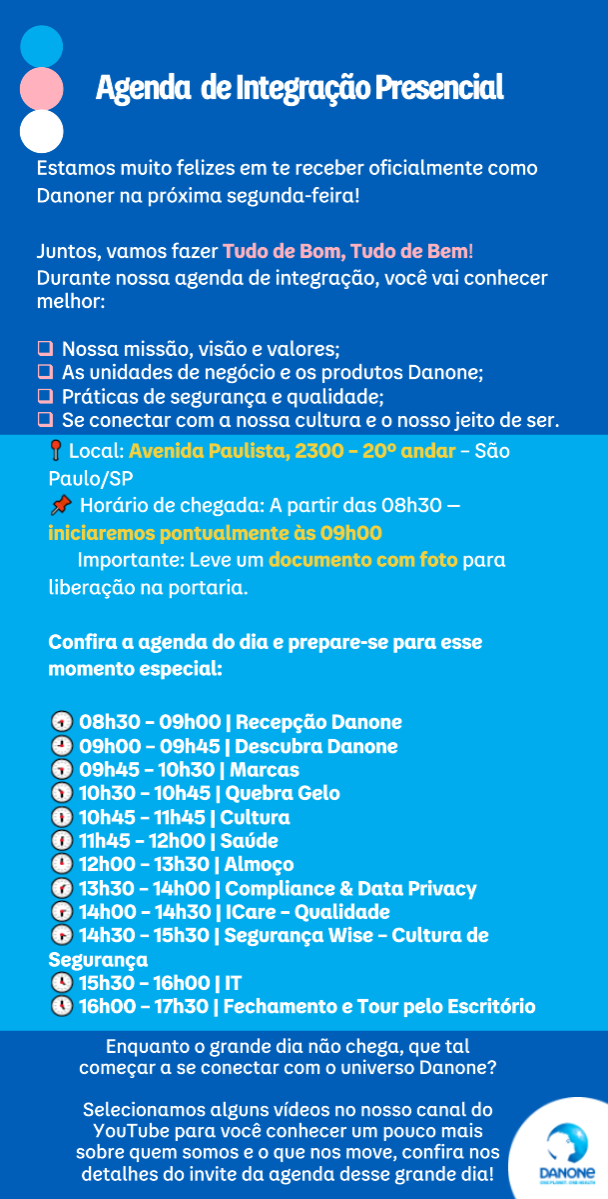 Agenda de Integração Presencial
Estamos muito felizes em te receber oficialmente como
Danoner na próxima segunda-feira!
Juntos, vamos fazer Tudo de Bom, Tudo de Bem!
Durante nossa agenda de integração, você vai conhecer
melhor:
❑ Nossa missão, visão e valores;
❑ As unidades de negócio e os produtos Danone;
❑ Práticas de segurança e qualidade;
❑ Se conectar com a nossa cultura e o nosso jeito de ser.
📍 Local: Avenida Paulista, 2300 – 20º andar – São
Paulo/SP
📌 Horário de chegada: A partir das 08h30 —
iniciaremos pontualmente às 09h00
Importante: Leve um documento com foto para
liberação na portaria.
Confira a agenda do dia e prepare-se para esse
momento especial:
08h30 – 09h00 | Recepção Danone
09h00 – 09h45 | Descubra Danone
09h45 – 10h30 | Marcas
10h30 – 10h45 | Quebra Gelo
10h45 – 11h45 | Cultura
11h45 – 12h00 | Saúde
12h00 – 13h30 | Almoço
13h30 – 14h00 | Compliance & Data Privacy
14h00 – 14h30 | ICare – Qualidade
14h30 – 15h30 | Segurança Wise – Cultura de
Segurança
15h30 – 16h00 | IT
16h00 – 17h30 | Fechamento e Tour pelo Escritório
Enquanto o grande dia não chega, que tal
começar a se conectar com o universo Danone?
Selecionamos alguns vídeos no nosso canal do
YouTube para você conhecer um pouco mais
sobre quem somos e o que nos move, confira nos
detalhes do invite da agenda desse grande dia!
DANONE
ONE PLANET. ONE HEALTH